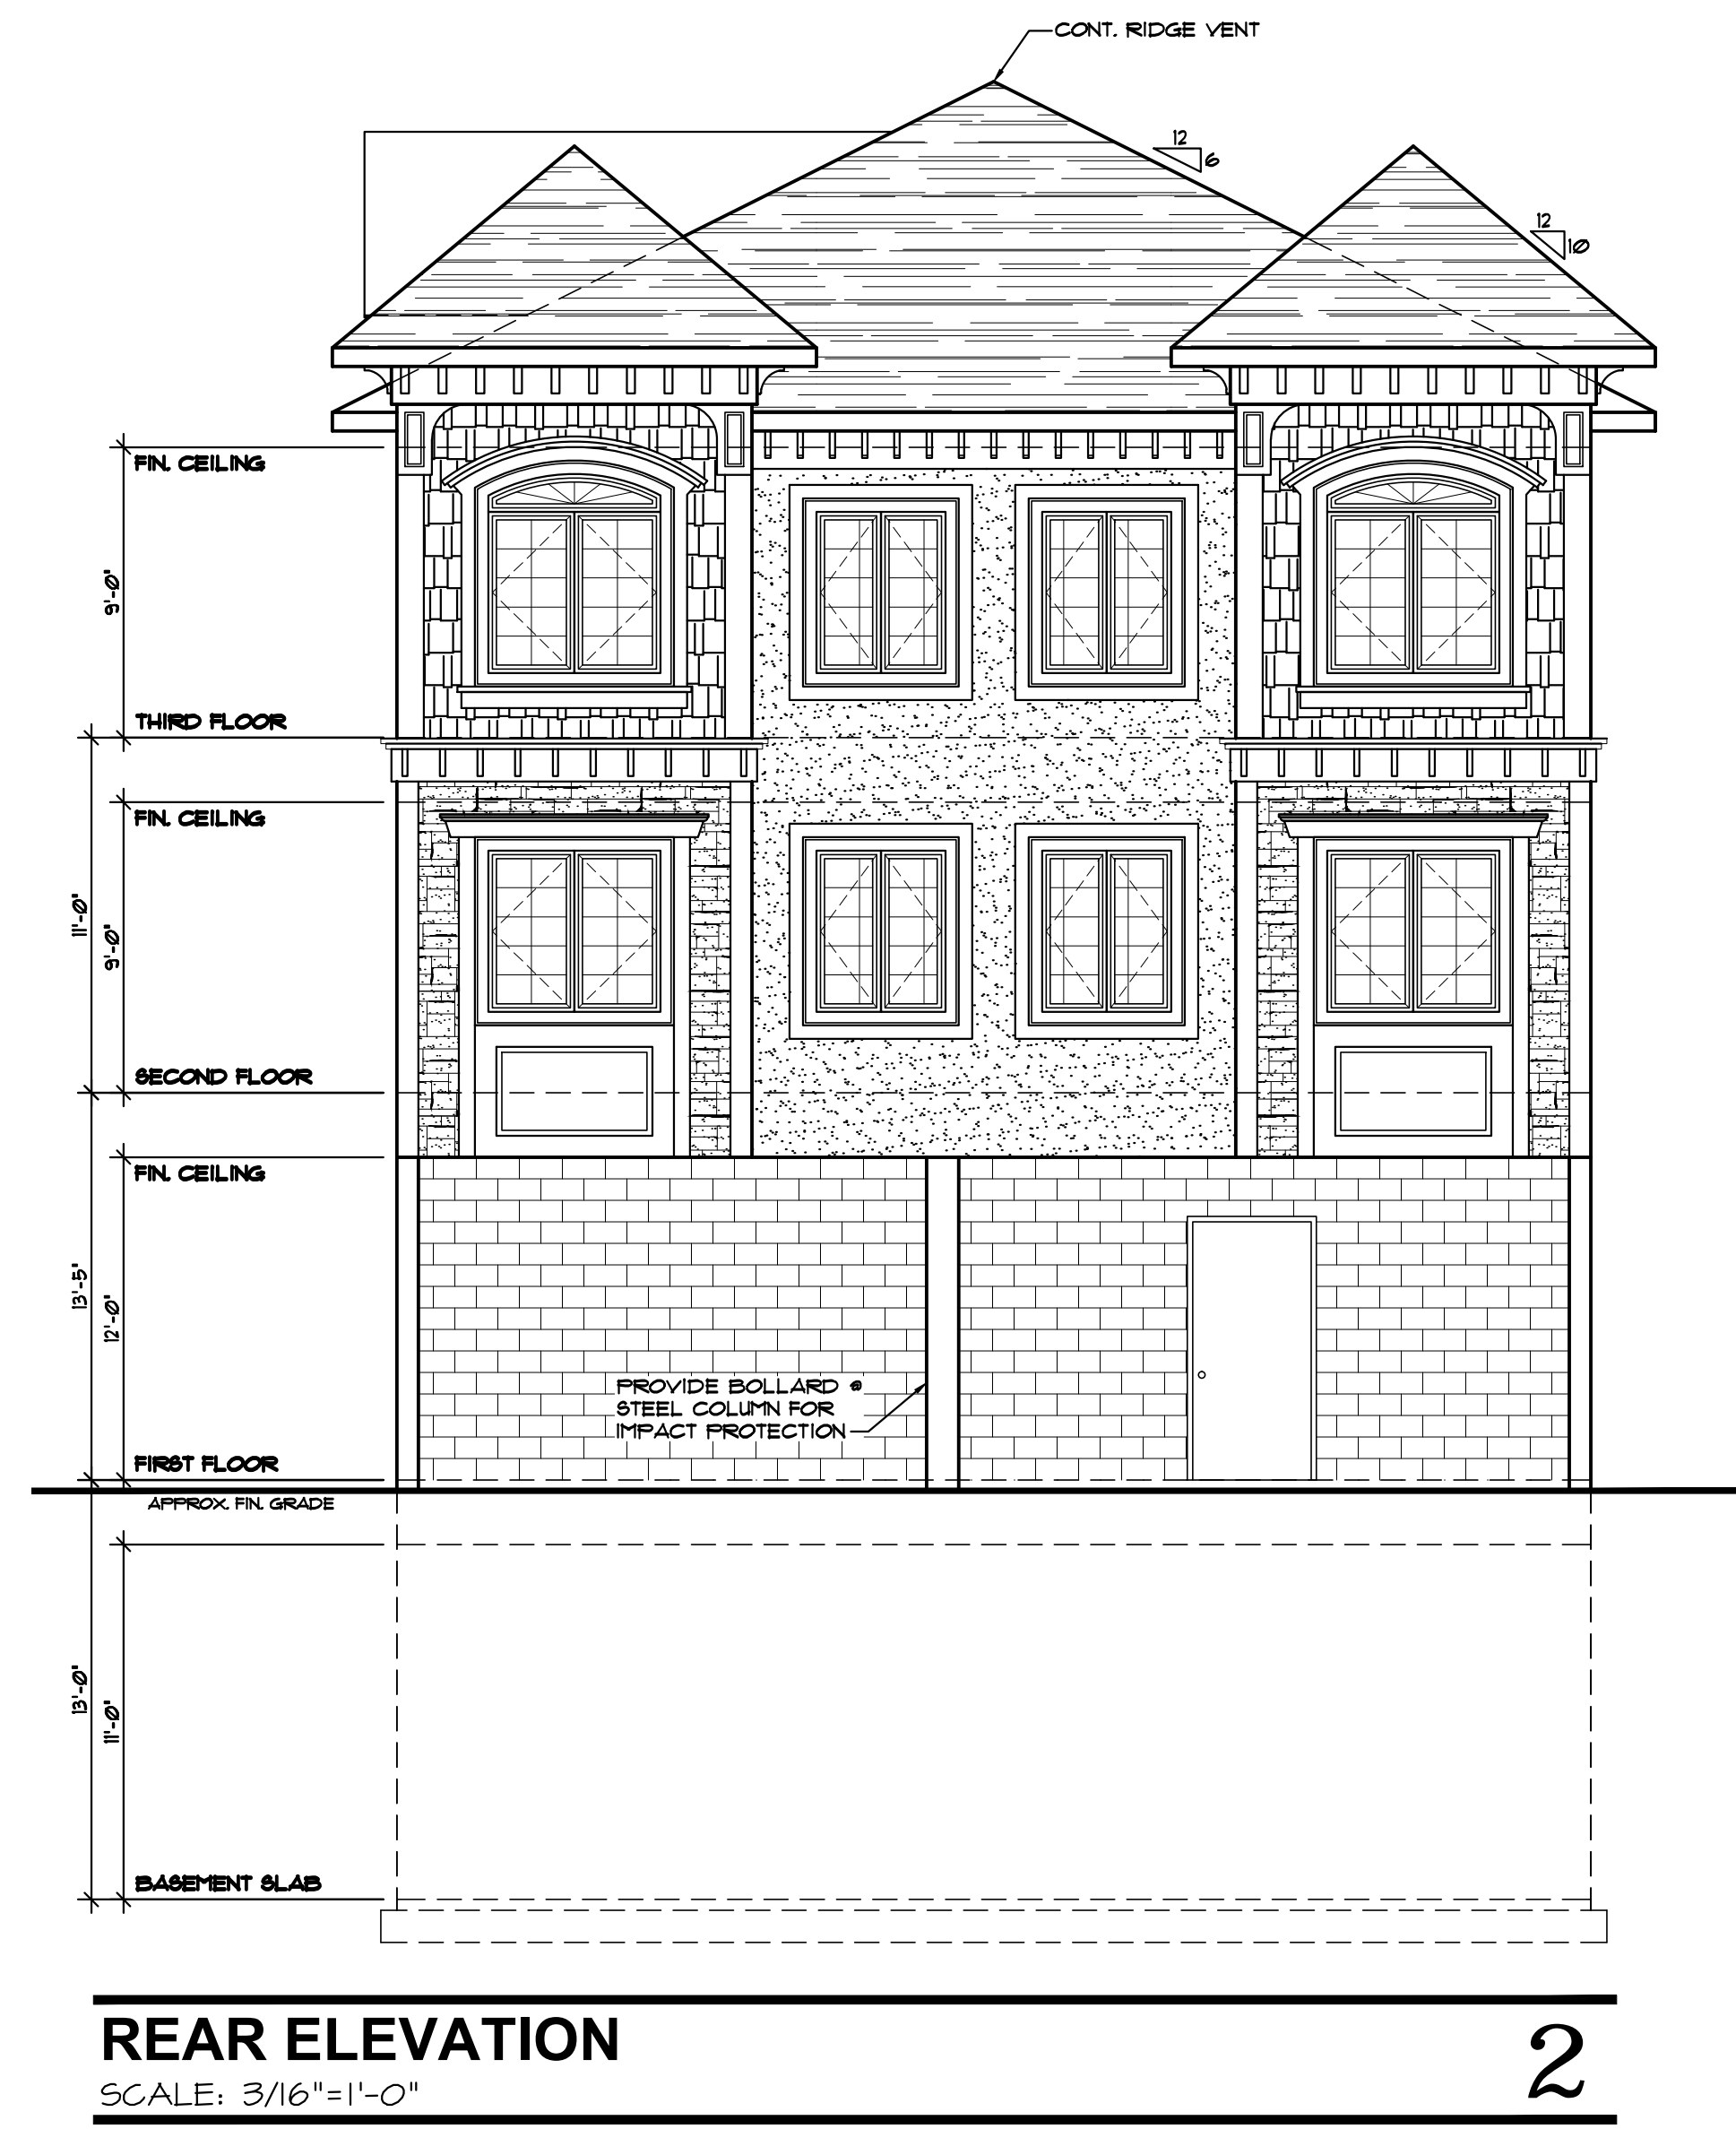 CONT. RIDGE VENT
12
6
12
10
FIN. CEILING
9'-0"
THIRD FLOOR
FIN. CEILING
11'-0"
9'-0"
SECOND FLOOR
FIN. CEILING
13'-5"
12'-0"
PROVIDE BOLLARD @
STEEL COLUMN FOR
IMPACT PROTECTION
FIRST FLOOR
APPROX. FIN. GRADE
13'-0"
11'-0"
BASEMENT SLAB
REAR ELEVATION
2
SCALE: 3/16"=1'-0"